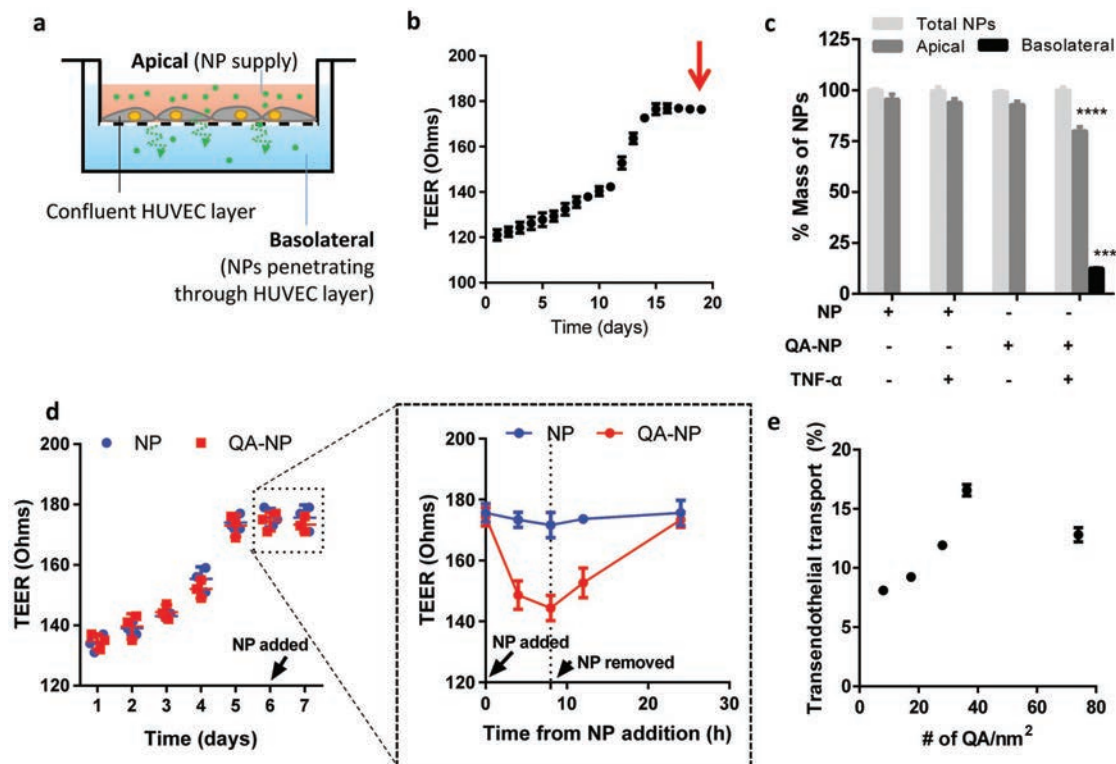 a
Apical (NP supply)
Confluent HUVEC layer
Basolateral
(NPs penetrating
through HUVEC layer)
b
200
180
160
140
120
100
0
5
10
15
20
TEER (Ohms)
Time (days)
c
Total NPs
Apical
Basolateral
125
100
75
50
25
0
% Mass of NPs
****
***
NP + + - -
QA-NP - - + +
TNF-α - + - +
d
NP
QA-NP
200
180
160
140
120
TEER (Ohms)
NP added
1 2 3 4 5 6 7
Time (days)
NP
QA-NP
200
180
160
140
120
TEER (Ohms)
NP added
NP removed
0 10 20 30
Time from NP addition (h)
e
20
15
10
5
0
Transendothelial transport (%)
0 20 40 60 80
# of QA/nm²